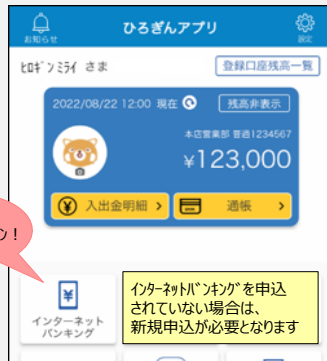 お知らせ
ひろぎんアプリ
設定
ﾋﾛｷﾞﾝﾐﾗｲ さま
登録口座残高一覧
2022/08/22 12:00 現在
残高非表示
本店営業部 普通1234567
¥123,000
入出金明細 >
通帳 >
ン！
インターネット
バンキング
ｲﾝﾀｰﾈｯﾄﾊﾞﾝｷﾝｸﾞを申込
されていない場合は、
新規申込が必要となります